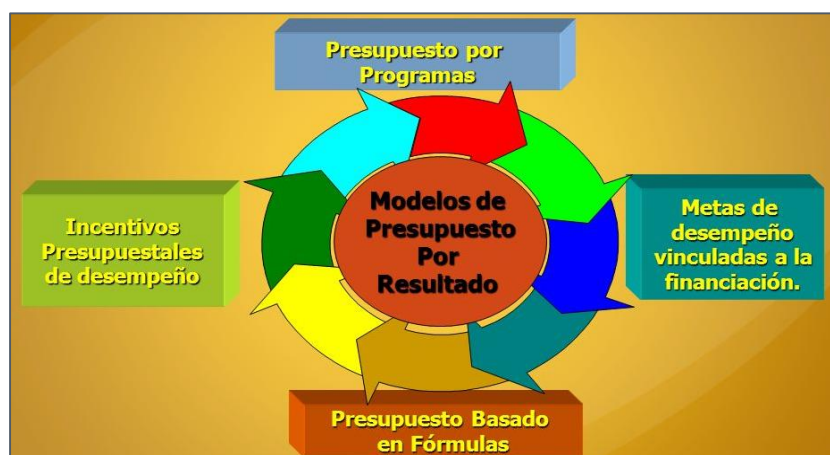 Presupuesto por
Programas
Incentivos
Presupuestales
de desempeño
Modelos de
Presupuesto
Por
Resultado
Metas de
desempeño
vinculadas a la
financiación.
Presupuesto Basado
en Fórmulas